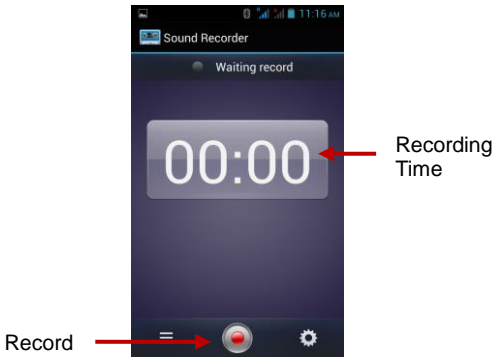 11:16 AM
Sound Recorder
Waiting record
00:00
Recording
Time
Record